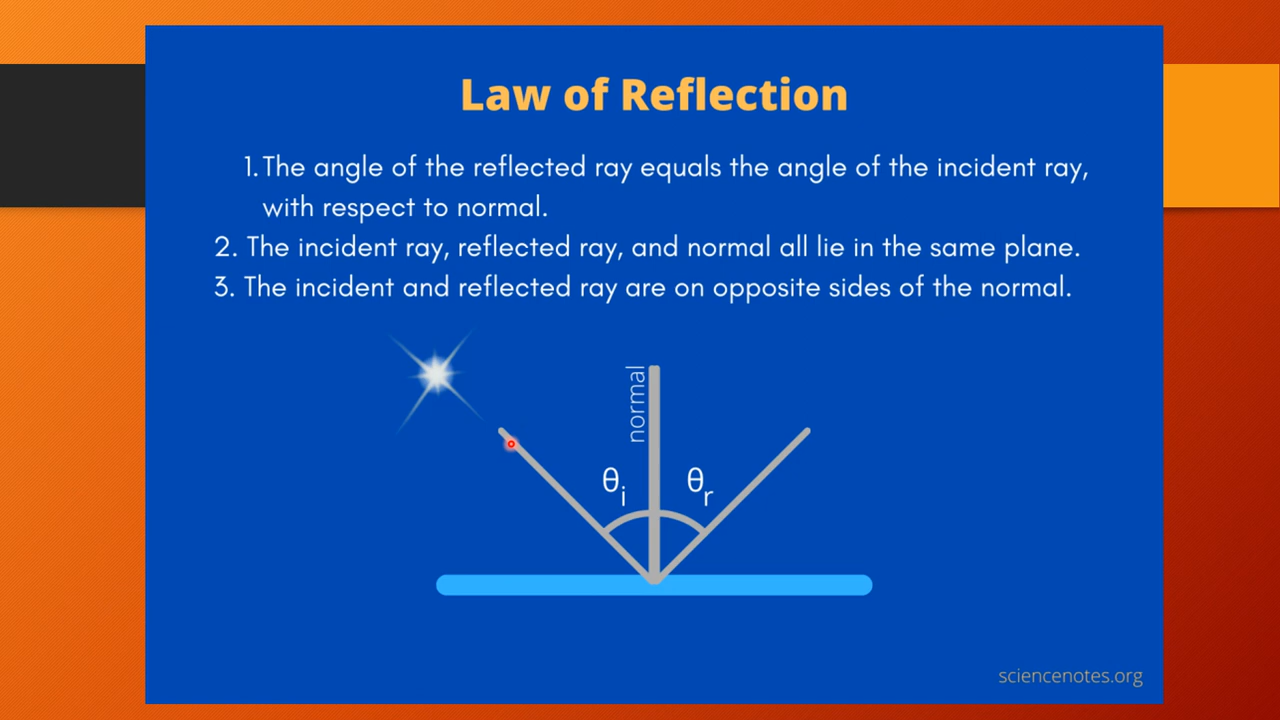 Law of Reflection
1. The angle of the reflected ray equals the angle of the incident ray,
with respect to normal.
2. The incident ray, reflected ray, and normal all lie in the same plane.
3. The incident and reflected ray are on opposite sides of the normal.
normal
θi
θr
sciencenotes.org